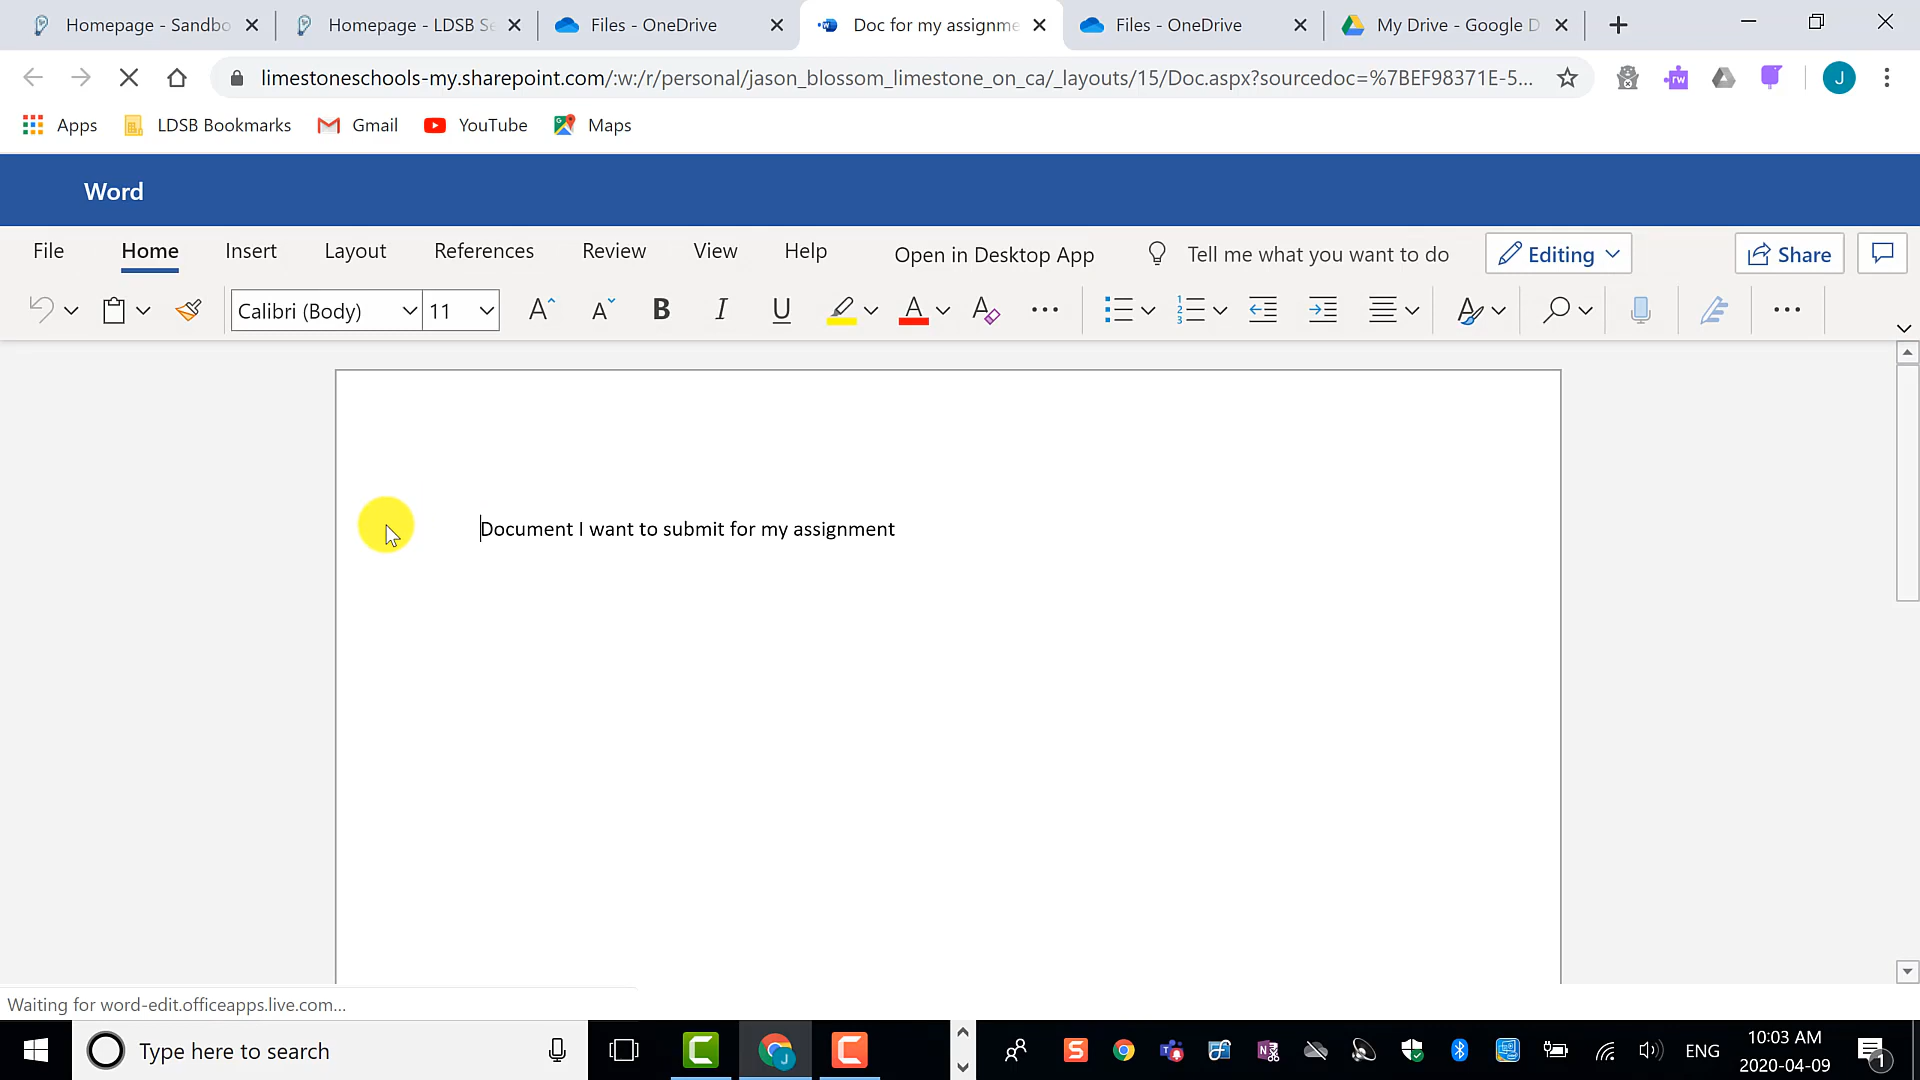 Homepage - Sandbo
Homepage - LDSB Se
Files - OneDrive
Doc for my assignme
Files - OneDrive
My Drive - Google D
limestoneschools-my.sharepoint.com/:w:/r/personal/jason_blossom_limestone_on_ca/_layouts/15/Doc.aspx?sourcedoc=%7BEF98371E-5...
rw
J
Apps
LDSB Bookmarks
Gmail
YouTube
Maps
Word
File
Home
Insert
Layout
References
Review
View
Help
Open in Desktop App
Tell me what you want to do
Editing
Share
Calibri (Body)
11
A
A
B
I
U
A
A
Document I want to submit for my assignment
Waiting for word-edit.officeapps.live.com...
Type here to search
ENG
10:03 AM
2020-04-09
1